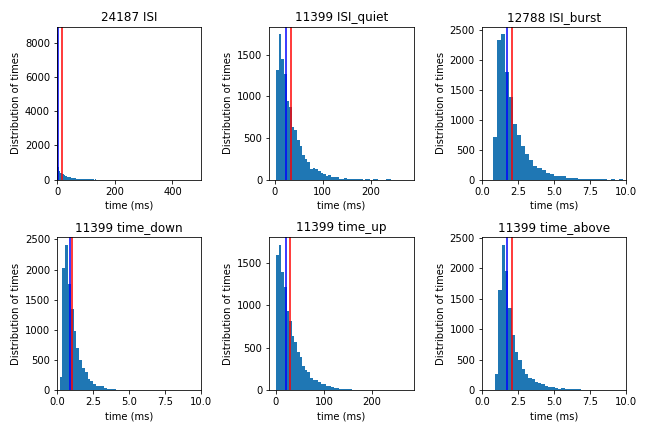 24187 ISI
Distribution of times
8000
6000
4000
2000
0
0 200 400
time (ms)
11399 ISI_quiet
Distribution of times
1500
1000
500
0
0 100 200
time (ms)
12788 ISI_burst
Distribution of times
2500
2000
1500
1000
500
0
0.0 2.5 5.0 7.5 10.0
time (ms)
11399 time_down
Distribution of times
2500
2000
1500
1000
500
0
0.0 2.5 5.0 7.5 10.0
time (ms)
11399 time_up
Distribution of times
1500
1000
500
0
0 100 200
time (ms)
11399 time_above
Distribution of times
2500
2000
1500
1000
500
0
0.0 2.5 5.0 7.5 10.0
time (ms)